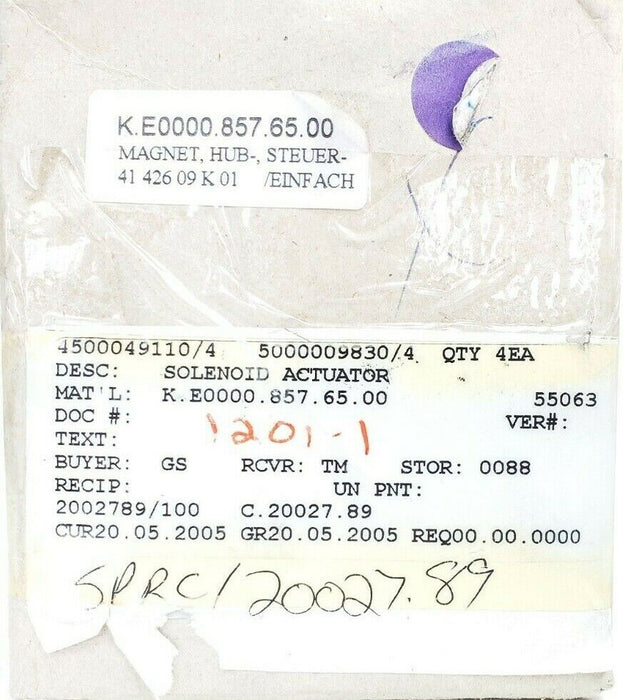 K.E0000.857.65.00
MAGNET, HUB-, STEUER-
41 426 09 K 01 /EINFACH
4500049110/4 5000009830/4 QTY 4EA
DESC: SOLENOID ACTUATOR
MAT'L: K.E0000.857.65.00 55063
DOC #: VER#:
1201-1
TEXT:
BUYER: GS RCVR: TM STOR: 0088
RECIP: UN PNT:
2002789/100 C.20027.89
CUR20.05.2005 GR20.05.2005 REQ00.00.0000
SPRC/20027.89